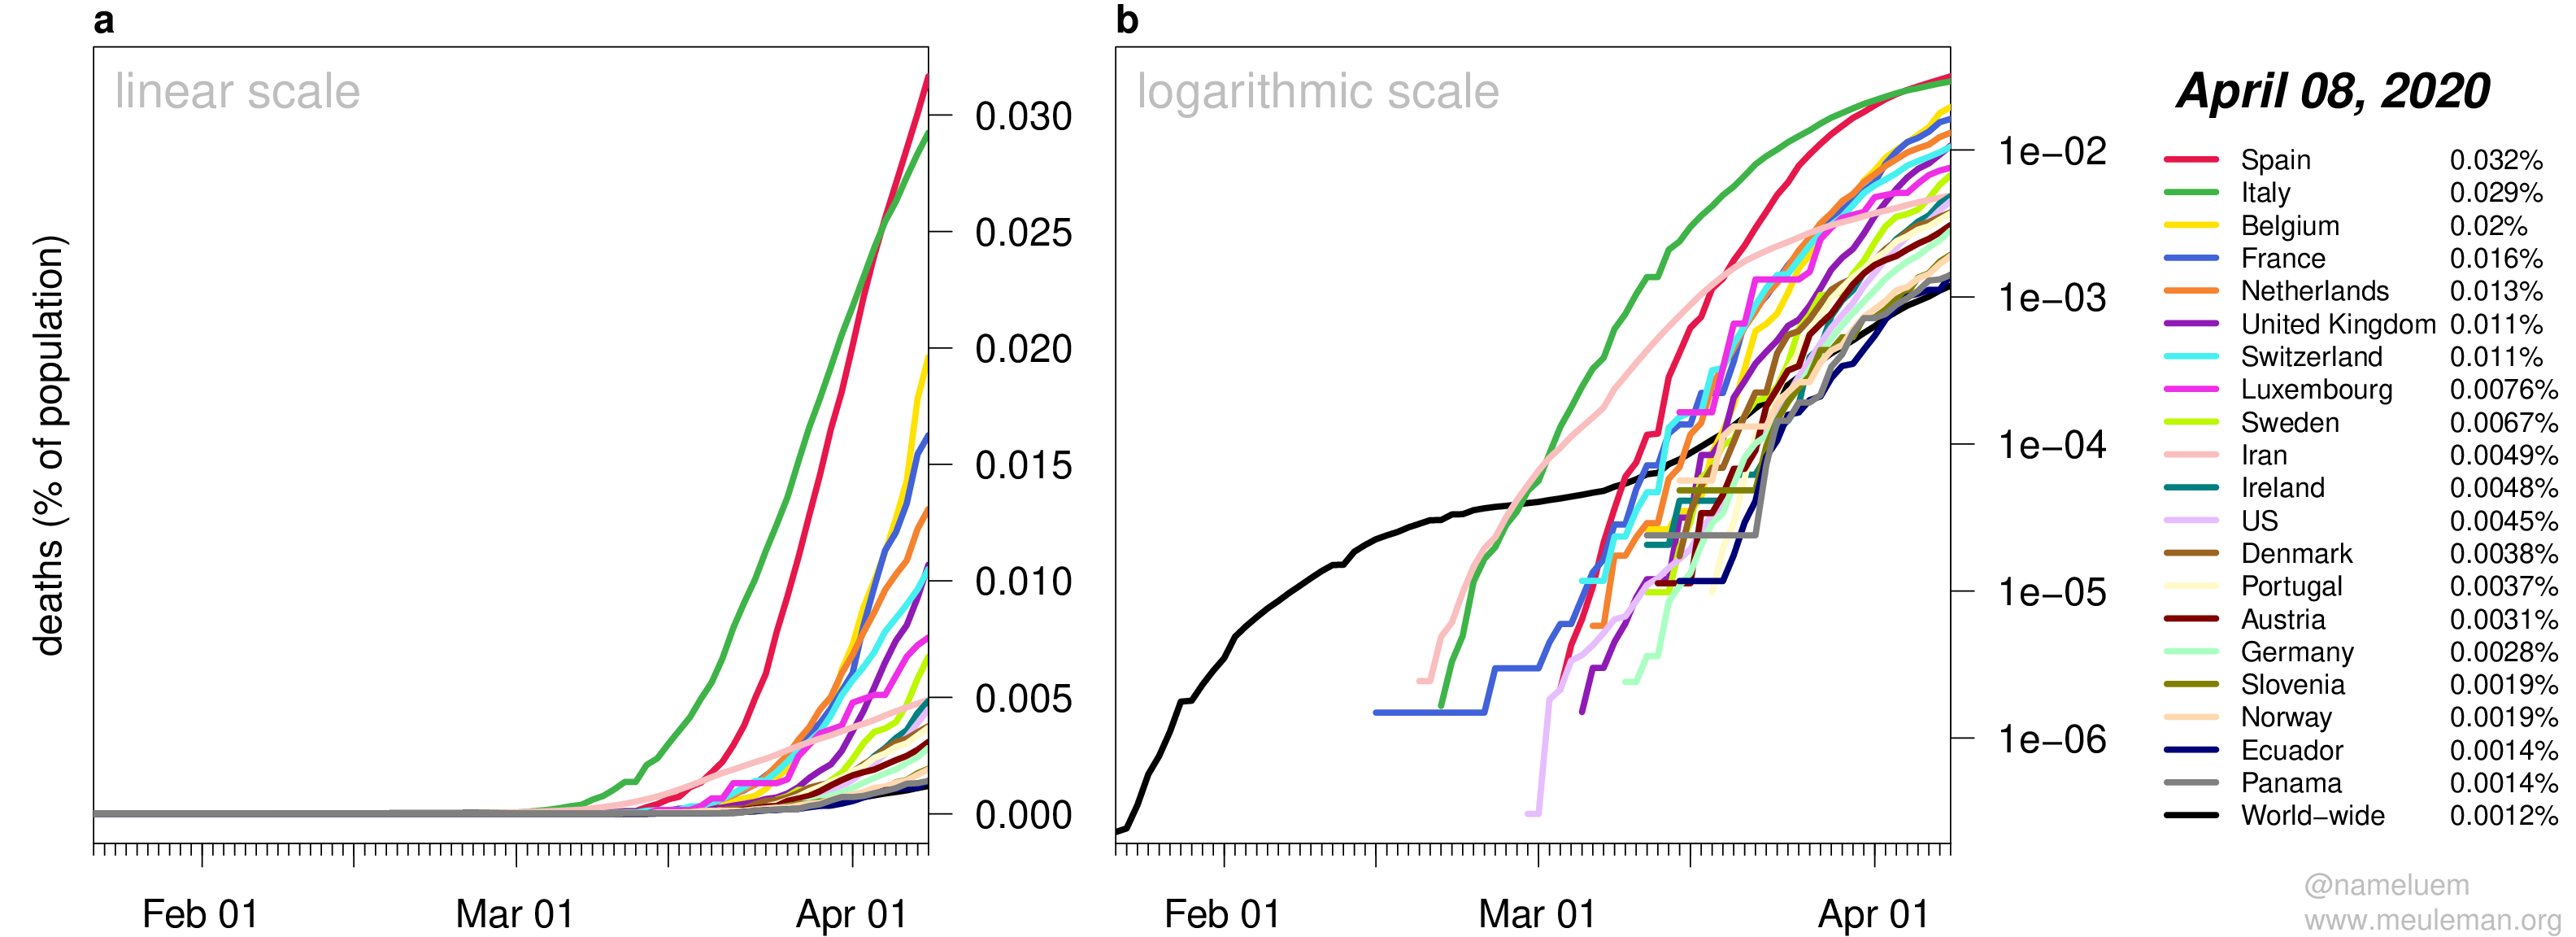 a
linear scale
deaths (% of population)
0.030
0.025
0.020
0.015
0.010
0.005
0.000
Feb 01 Mar 01 Apr 01
b
logarithmic scale
1e−02
1e−03
1e−04
1e−05
1e−06
Feb 01 Mar 01 Apr 01
April 08, 2020
Spain 0.032%
Italy 0.029%
Belgium 0.02%
France 0.016%
Netherlands 0.013%
United Kingdom 0.011%
Switzerland 0.011%
Luxembourg 0.0076%
Sweden 0.0067%
Iran 0.0049%
Ireland 0.0048%
US 0.0045%
Denmark 0.0038%
Portugal 0.0037%
Austria 0.0031%
Germany 0.0028%
Slovenia 0.0019%
Norway 0.0019%
Ecuador 0.0014%
Panama 0.0014%
World−wide 0.0012%
@nameluem
www.meuleman.org